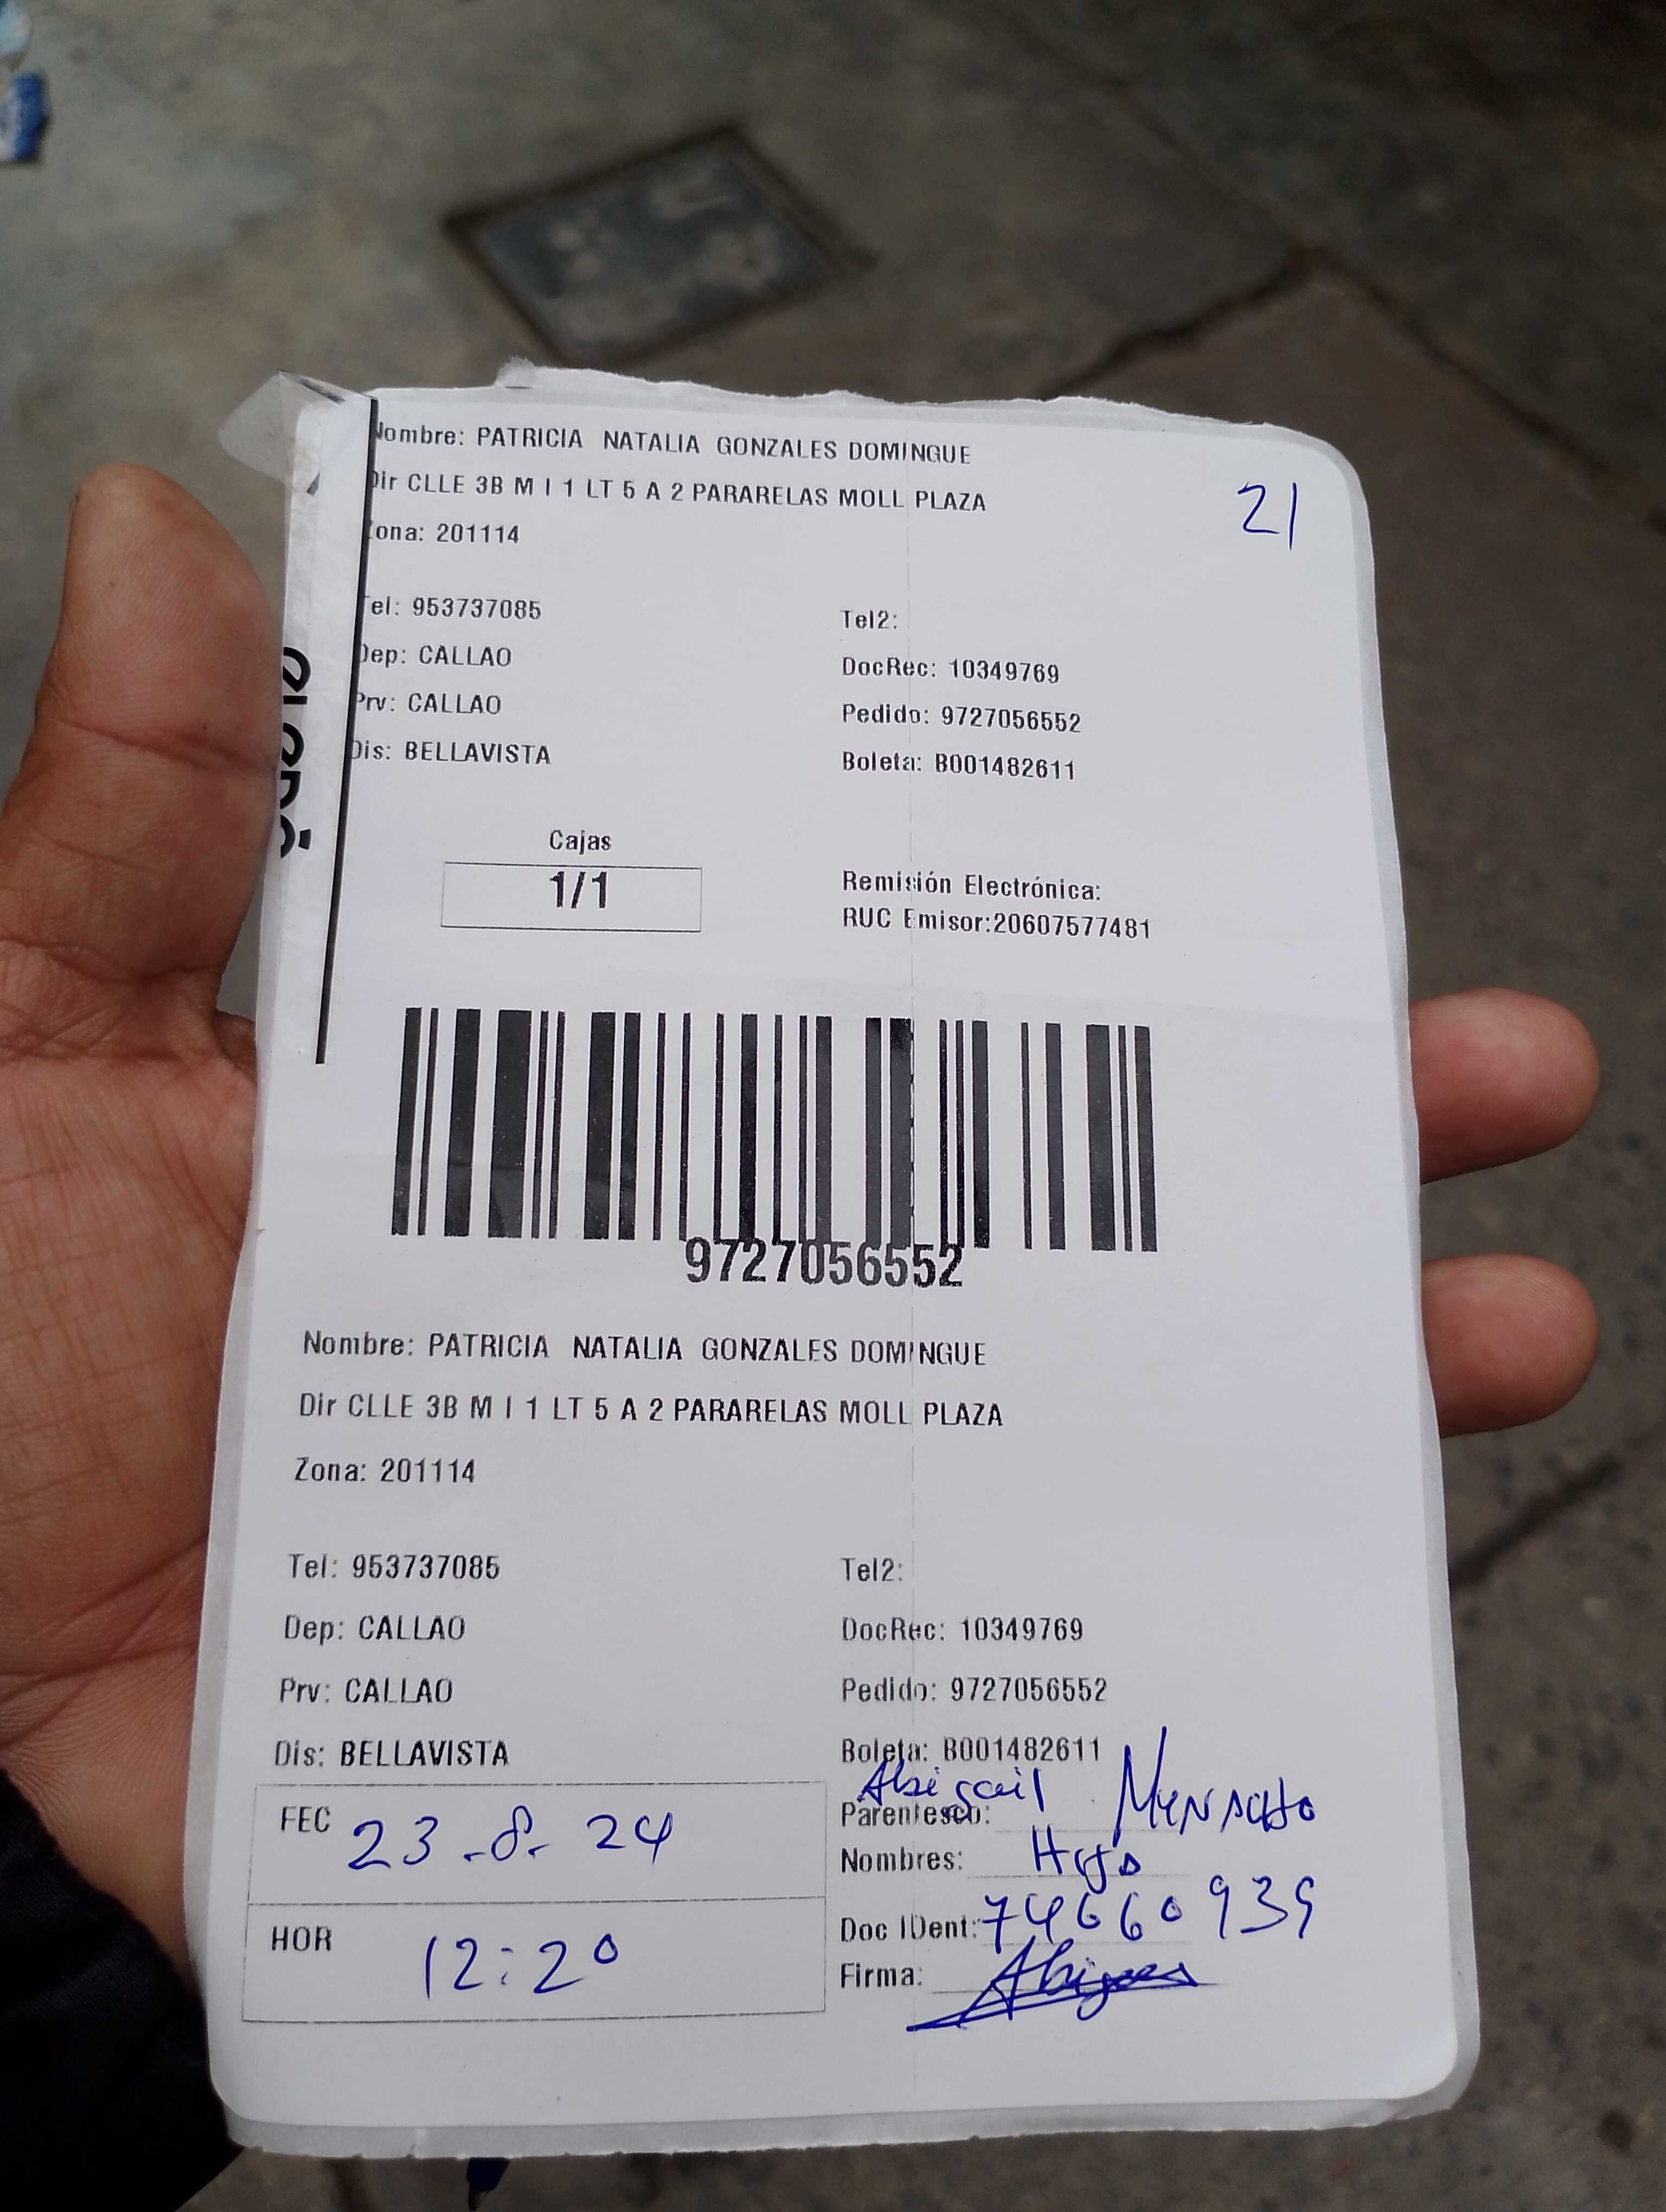 Nombre: PATRICIA NATALIA GONZALES DOMINGUE
Dir CLLE 3B M I 1 LT 5 A 2 PARARELAS MOLL PLAZA
21
Zona: 201114
Tel: 953737085
Tel2:
Dep: CALLAO
DocRec: 10349769
Prv: CALLAO
Pedido: 9727056552
Dis: BELLAVISTA
Boleta: B001482611
Cajas
1/1
Remisión Electrónica:
RUC Emisor:20607577481
9727056552
Nombre: PATRICIA NATALIA GONZALES DOMINGUE
Dir CLLE 3B M I 1 LT 5 A 2 PARARELAS MOLL PLAZA
Zona: 201114
Tel: 953737085
Tel2:
Dep: CALLAO
DocRec: 10349769
Prv: CALLAO
Pedido: 9727056552
Dis: BELLAVISTA
Boleta: B001482611
Abigail
FEC 23-8-24
Parentesco:
Nombres:
HOR 12:20
Doc IDent: 74660939
Firma: